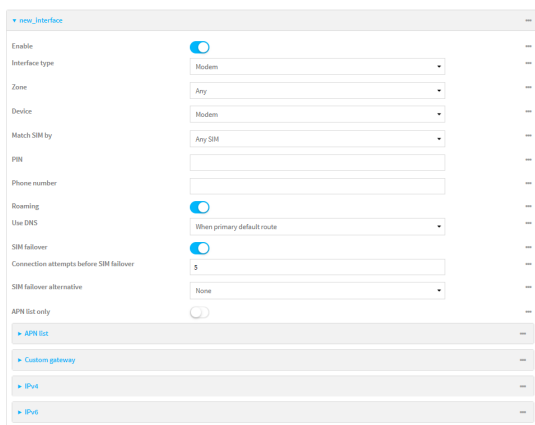 new_interface
Enable
Interface type Modem
Zone Any
Device Modem
Match SIM by Any SIM
PIN
Phone number
Roaming
Use DNS When primary default route
SIM failover
Connection attempts before SIM failover 5
SIM failover alternative None
APN list only
APN list
Custom gateway
IPv4
IPv6